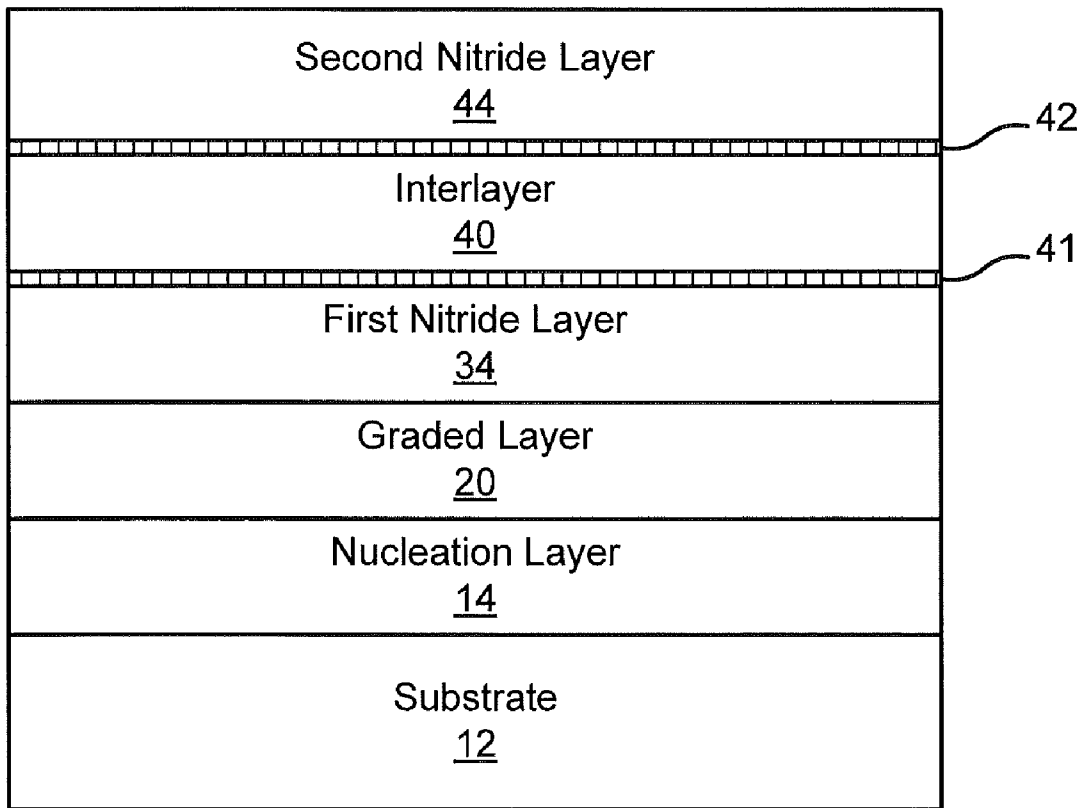 Second Nitride Layer
44
42
Interlayer
40
41
First Nitride Layer
34
Graded Layer
20
Nucleation Layer
14
Substrate
12